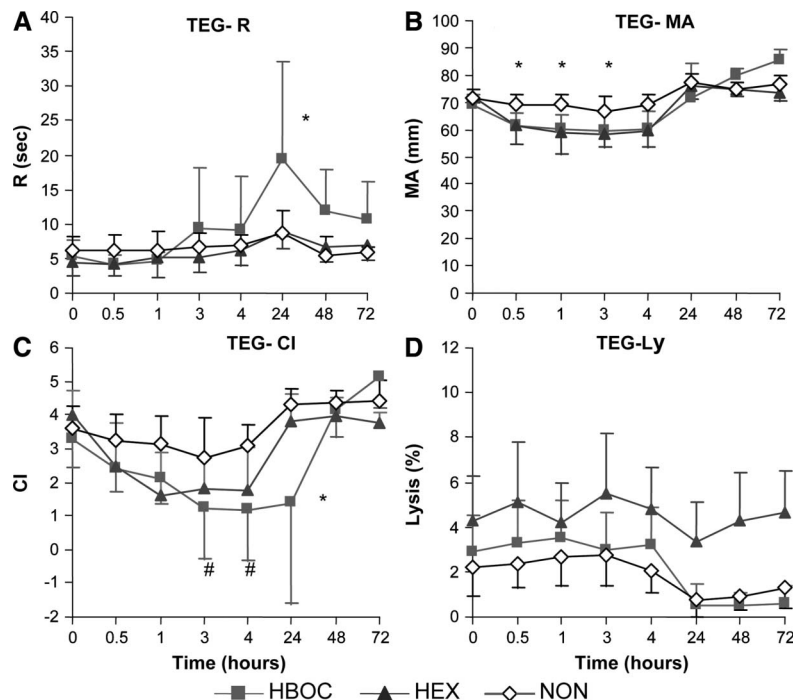 A
TEG- R
40
35
30
25
20
15
10
5
0
R (sec)
*
0 0.5 1 3 4 24 48 72
B
TEG- MA
100
90
80
70
60
50
40
30
20
10
0
MA (mm)
* * *
0 0.5 1 3 4 24 48 72
C
TEG- CI
6
5
4
3
2
1
0
-1
-2
CI
# # *
0 0.5 1 3 4 24 48 72
Time (hours)
D
TEG-Ly
12
10
8
6
4
2
0
Lysis (%)
0 0.5 1 3 4 24 48 72
Time (hours)
HBOC HEX NON